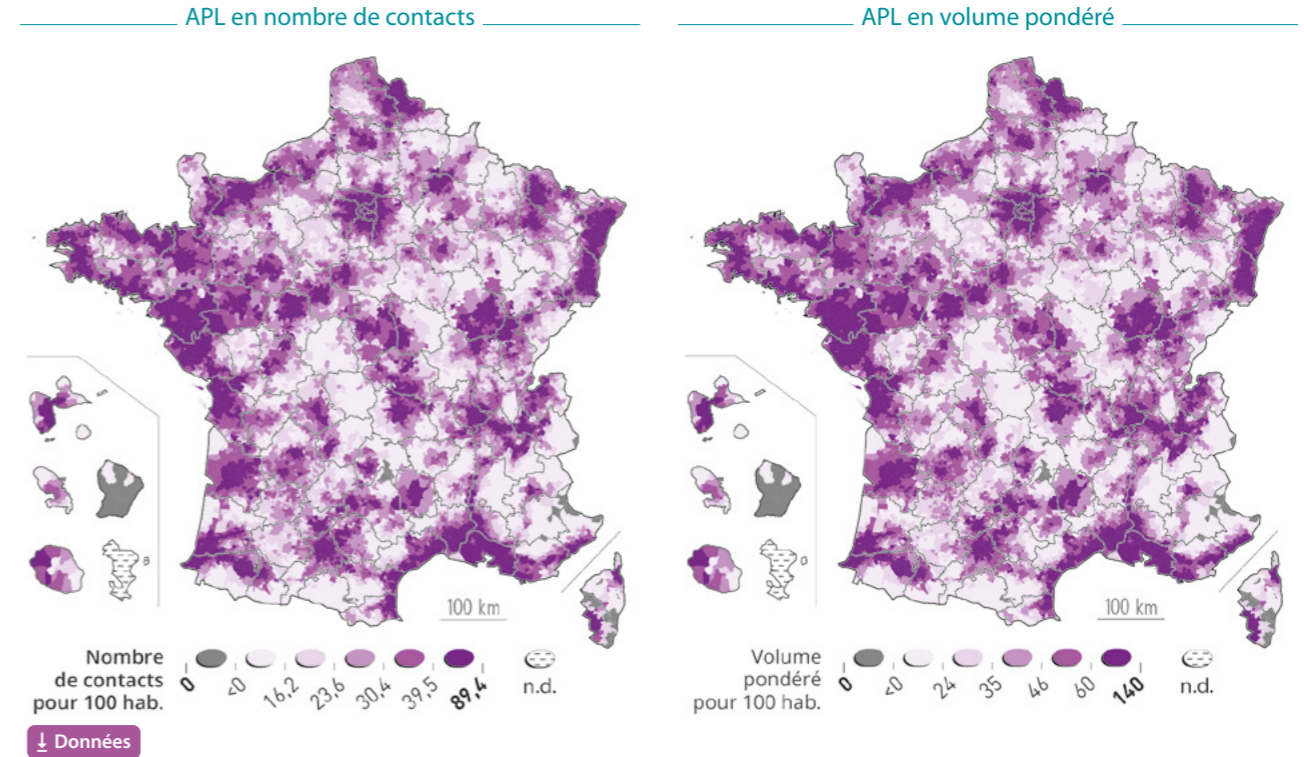 APL en nombre de contacts
APL en volume pondéré
100 km
100 km
Nombre
de contacts
pour 100 hab.
0
<0
16,2
23,6
30,4
39,5
89,4
n.d.
Volume
pondéré
pour 100 hab.
0
<0
24
35
46
60
140
n.d.
Données